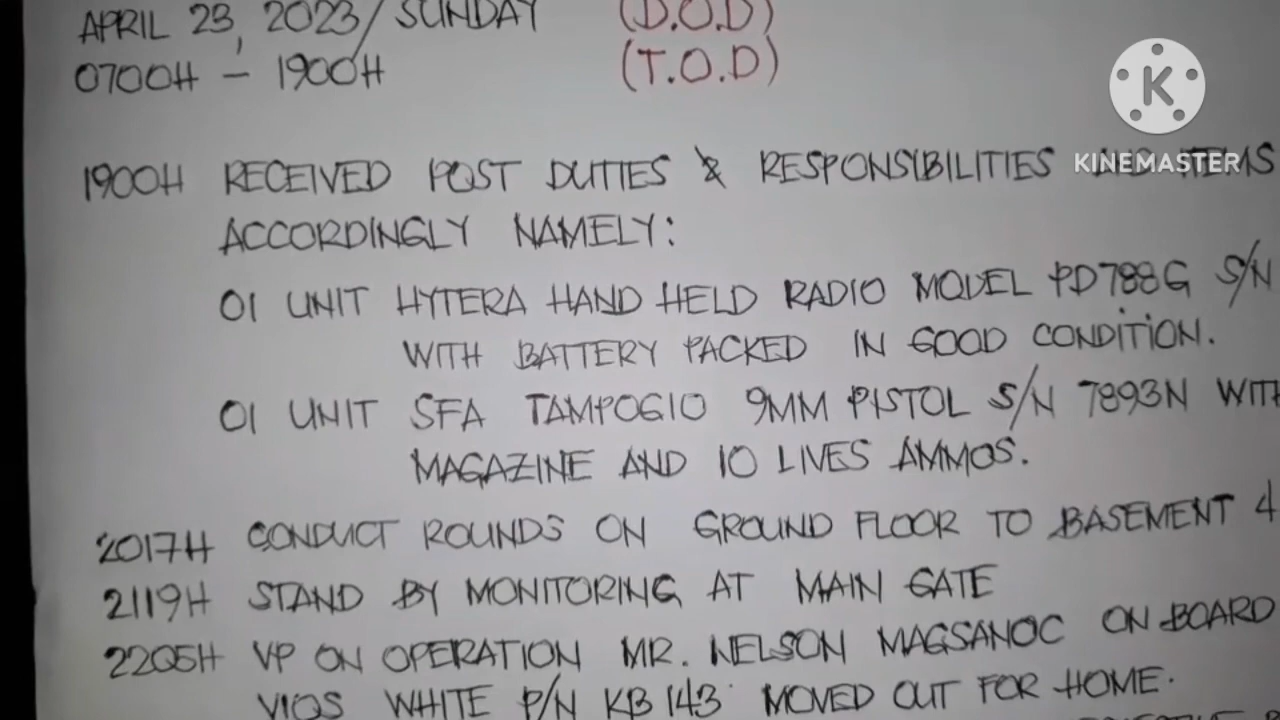 APRIL 23, 2023/SUNDAY (D.O.D)
0700H - 1900H (T.O.D)
K
KINEMASTER
1900H RECEIVED POST DUTIES & RESPONSIBILITIES AND ITEMS
ACCORDINGLY NAMELY:
01 UNIT HYTERA HAND HELD RADIO MODEL PD788G S/N
WITH BATTERY PACKED IN GOOD CONDITION.
01 UNIT SFA TAMPOGIO 9MM PISTOL S/N 7893N WITH
MAGAZINE AND 10 LIVES AMMOS.
2017H CONDUCT ROUNDS ON GROUND FLOOR TO BASEMENT 4
2119H STAND BY MONITORING AT MAIN GATE
2205H VP ON OPERATION MR. NELSON MAGSANOC ON BOARD
VIOS WHITE P/N KB 143 MOVED OUT FOR HOME.